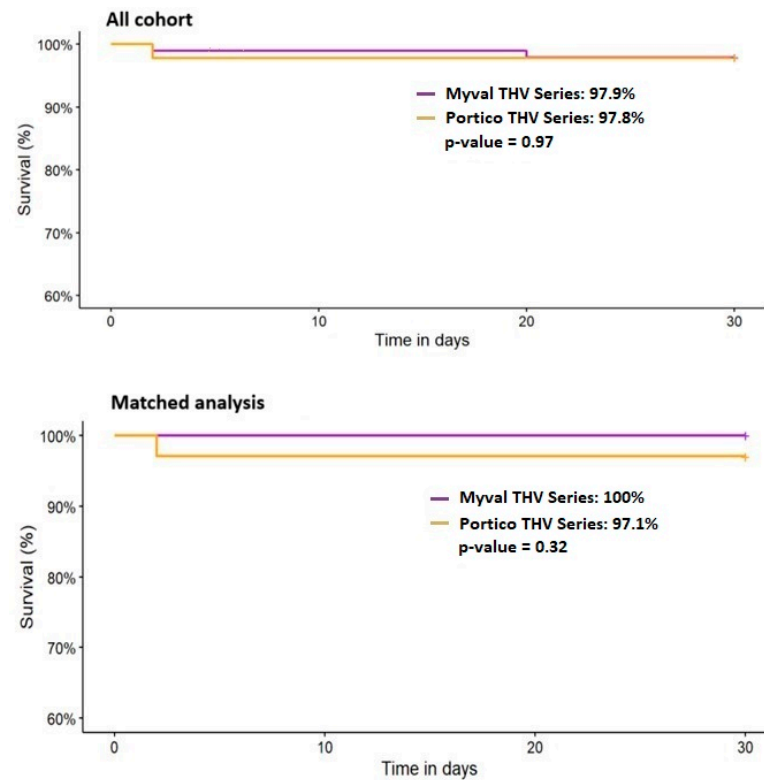 All cohort
100%
90%
80%
70%
60%
Survival (%)
Myval THV Series: 97.9%
Portico THV Series: 97.8%
p-value = 0.97
0 10 20 30
Time in days
Matched analysis
100%
90%
80%
70%
60%
Survival (%)
Myval THV Series: 100%
Portico THV Series: 97.1%
p-value = 0.32
0 10 20 30
Time in days